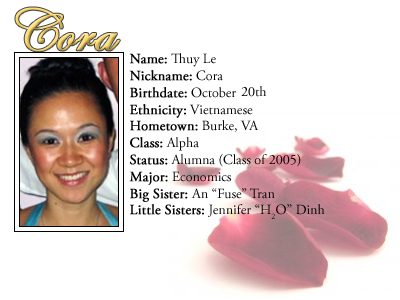 Cora
Name: Thuy Le
Nickname: Cora
Birthdate: October 20th
Ethnicity: Vietnamese
Hometown: Burke, VA
Class: Alpha
Status: Alumna (Class of 2005)
Major: Economics
Big Sister: An “Fuse” Tran
Little Sisters: Jennifer “H₂O” Dinh